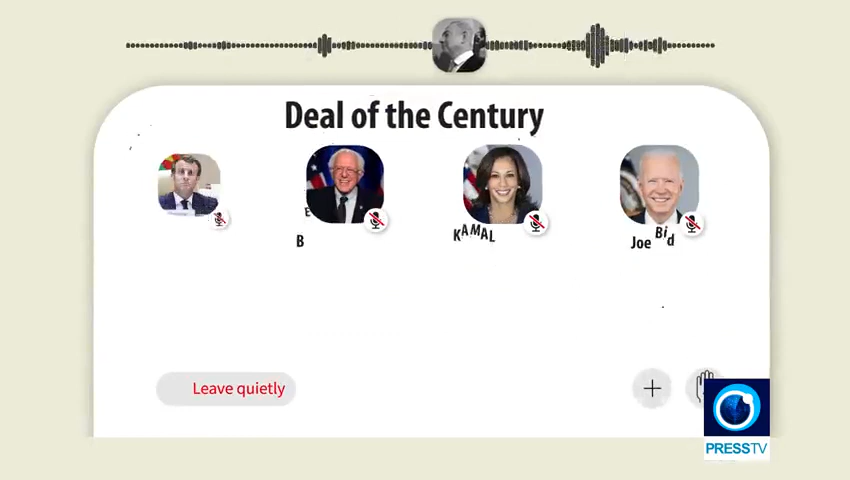 Deal of the Century
E
B
KAMAL
Joe Bid
Leave quietly
PRESSTV